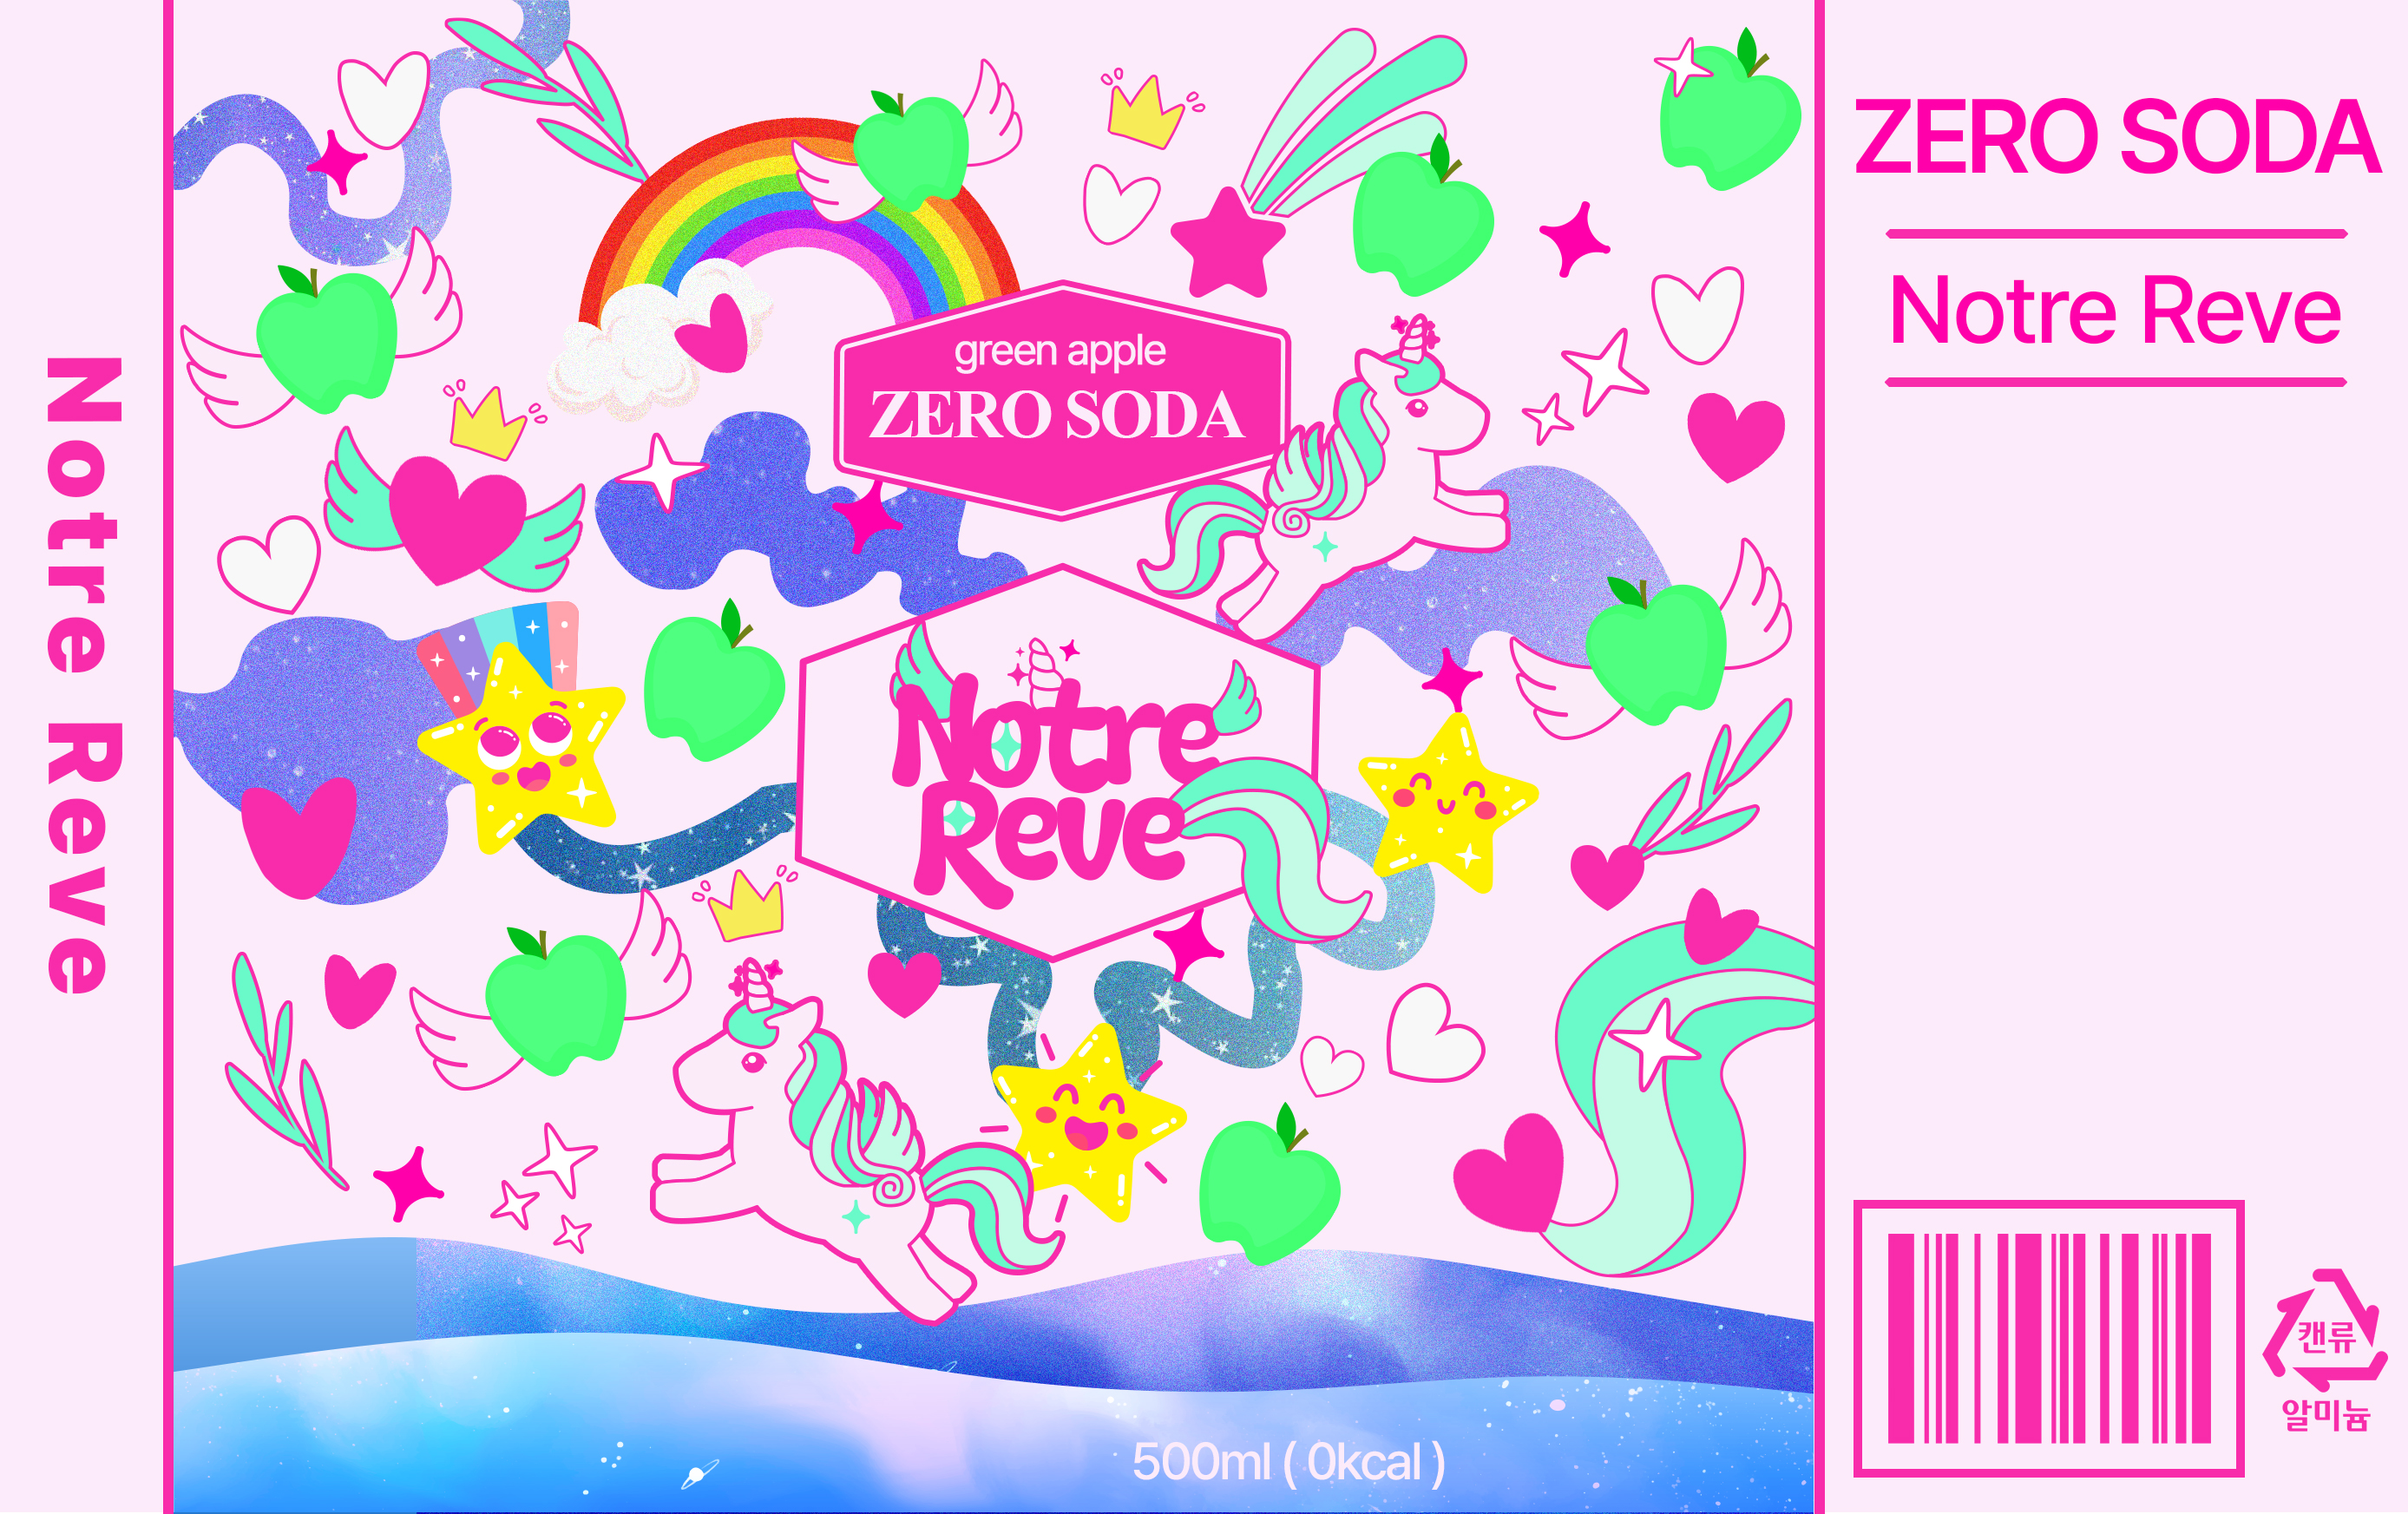 Notre Reve
green apple
ZERO SODA
Notre
Reve
500ml ( 0kcal )
ZERO SODA
Notre Reve
캔류
알미늄